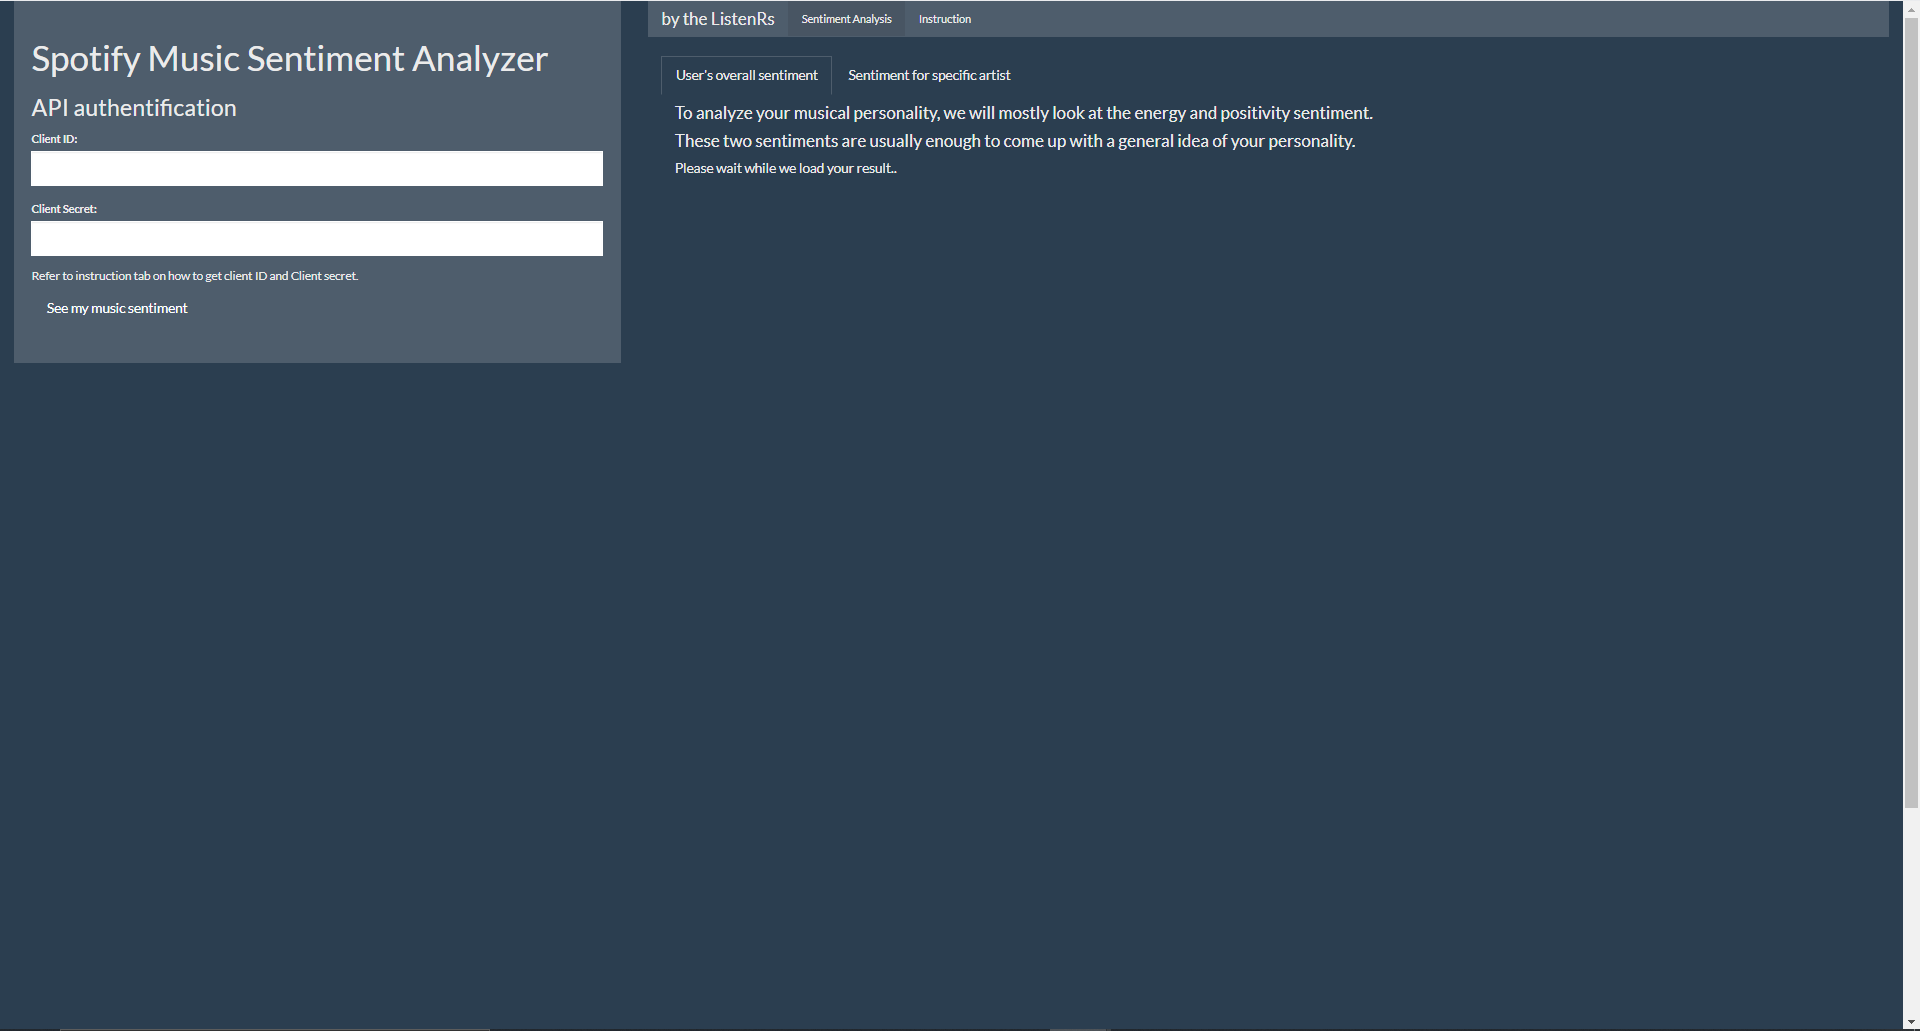 Spotify Music Sentiment Analyzer
API authentification
Client ID:
Client Secret:
Refer to instruction tab on how to get client ID and Client secret.
See my music sentiment
by the ListenRs
Sentiment Analysis
Instruction
User's overall sentiment
Sentiment for specific artist
To analyze your musical personality, we will mostly look at the energy and positivity sentiment.
These two sentiments are usually enough to come up with a general idea of your personality.
Please wait while we load your result..